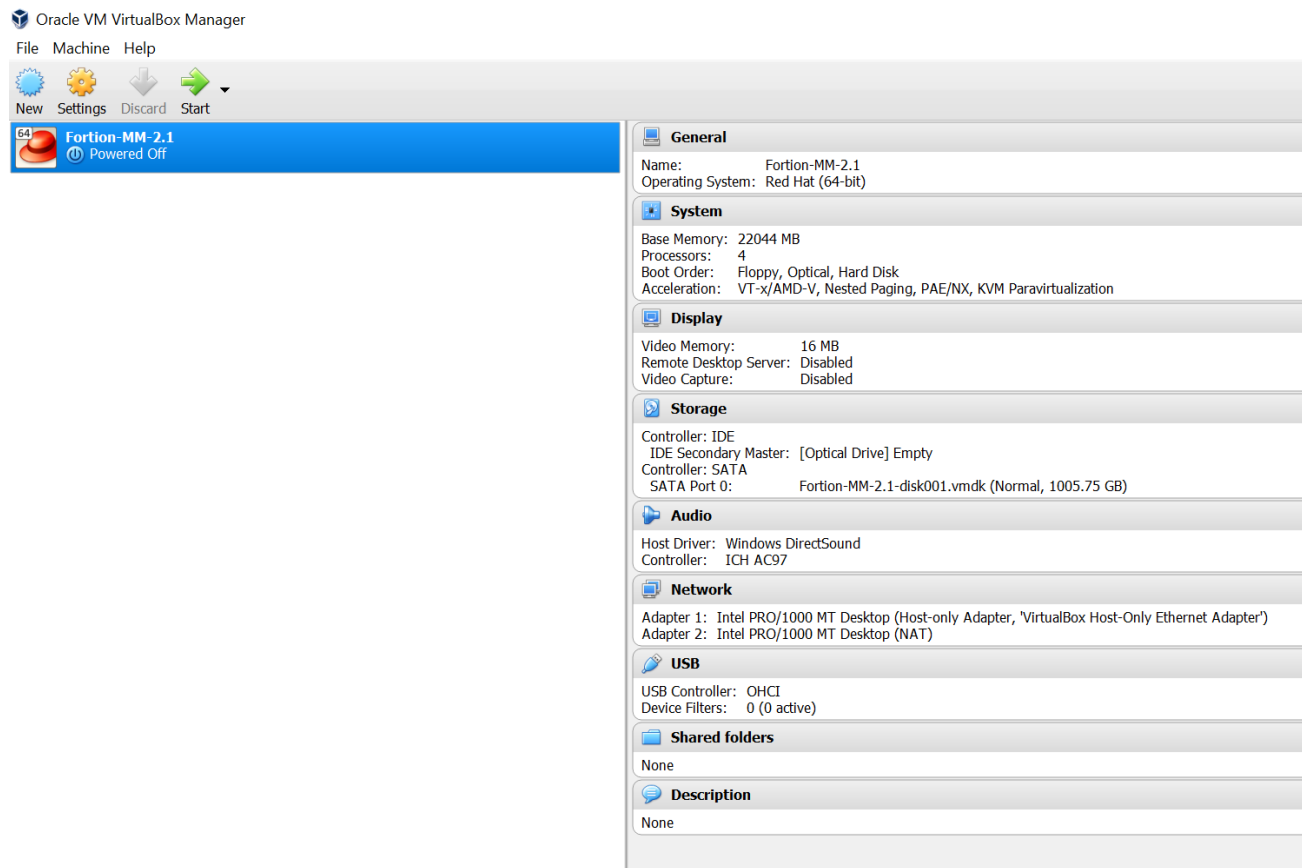 Oracle VM VirtualBox Manager
File Machine Help
New Settings Discard Start
64
Fortion-MM-2.1
Powered Off
General
Name: Fortion-MM-2.1
Operating System: Red Hat (64-bit)
System
Base Memory: 22044 MB
Processors: 4
Boot Order: Floppy, Optical, Hard Disk
Acceleration: VT-x/AMD-V, Nested Paging, PAE/NX, KVM Paravirtualization
Display
Video Memory: 16 MB
Remote Desktop Server: Disabled
Video Capture: Disabled
Storage
Controller: IDE
IDE Secondary Master: [Optical Drive] Empty
Controller: SATA
SATA Port 0: Fortion-MM-2.1-disk001.vmdk (Normal, 1005.75 GB)
Audio
Host Driver: Windows DirectSound
Controller: ICH AC97
Network
Adapter 1: Intel PRO/1000 MT Desktop (Host-only Adapter, 'VirtualBox Host-Only Ethernet Adapter')
Adapter 2: Intel PRO/1000 MT Desktop (NAT)
USB
USB Controller: OHCI
Device Filters: 0 (0 active)
Shared folders
None
Description
None